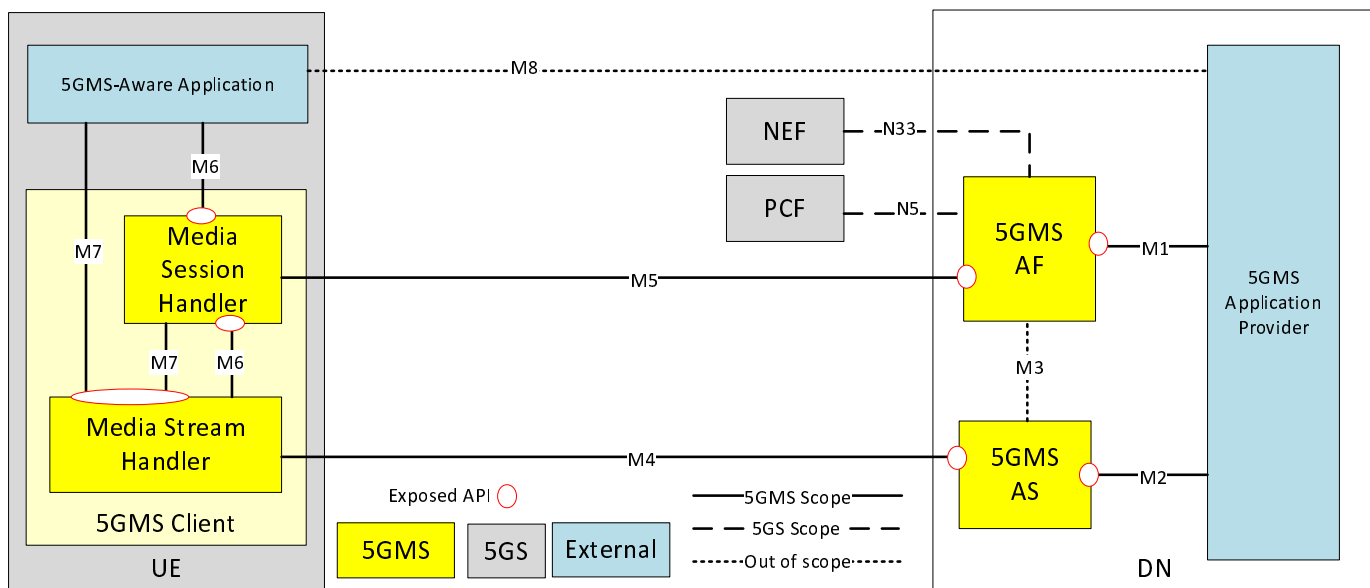 5GMS-Aware Application
M8
NEF
N33
M6
PCF
N5
Media
Session
Handler
5GMS
AF
M7
M1
M5
5GMS
Application
Provider
M7
M6
M3
Media Stream
Handler
M4
5GMS
AS
M2
5GMS Client
UE
Exposed API
5GMS
5GS
External
5GMS Scope
5GS Scope
Out of scope
DN